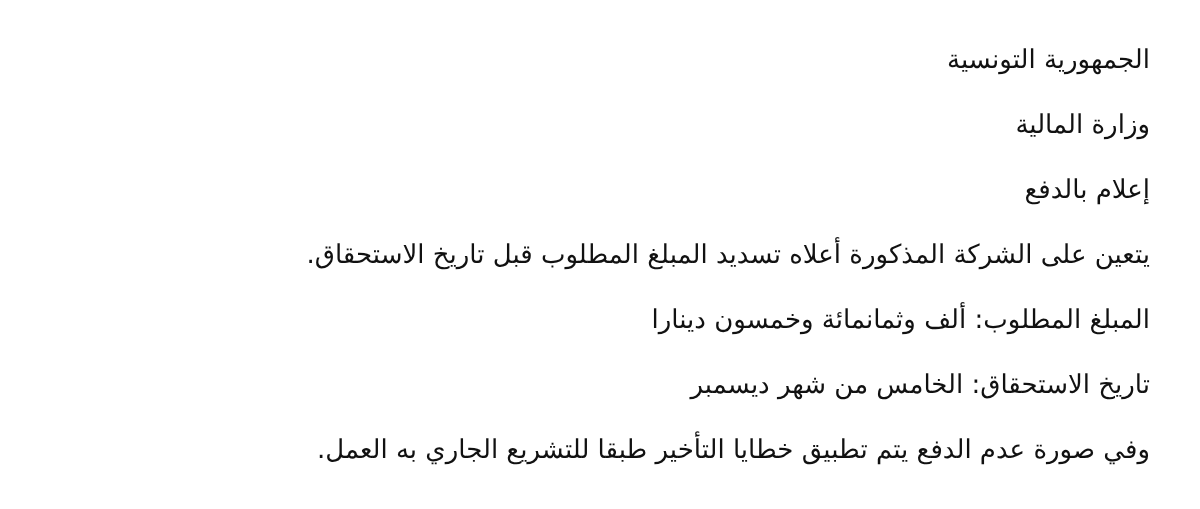 الجمهورية التونسية
وزارة المالية
إعلام بالدفع
يتعين على الشركة المذكورة أعلاه تسديد المبلغ المطلوب قبل تاريخ الاستحقاق.
المبلغ المطلوب: ألف وثمانمائة وخمسون دينارا
تاريخ الاستحقاق: الخامس من شهر ديسمبر
وفي صورة عدم الدفع يتم تطبيق خطايا التأخير طبقا للتشريع الجاري به العمل.